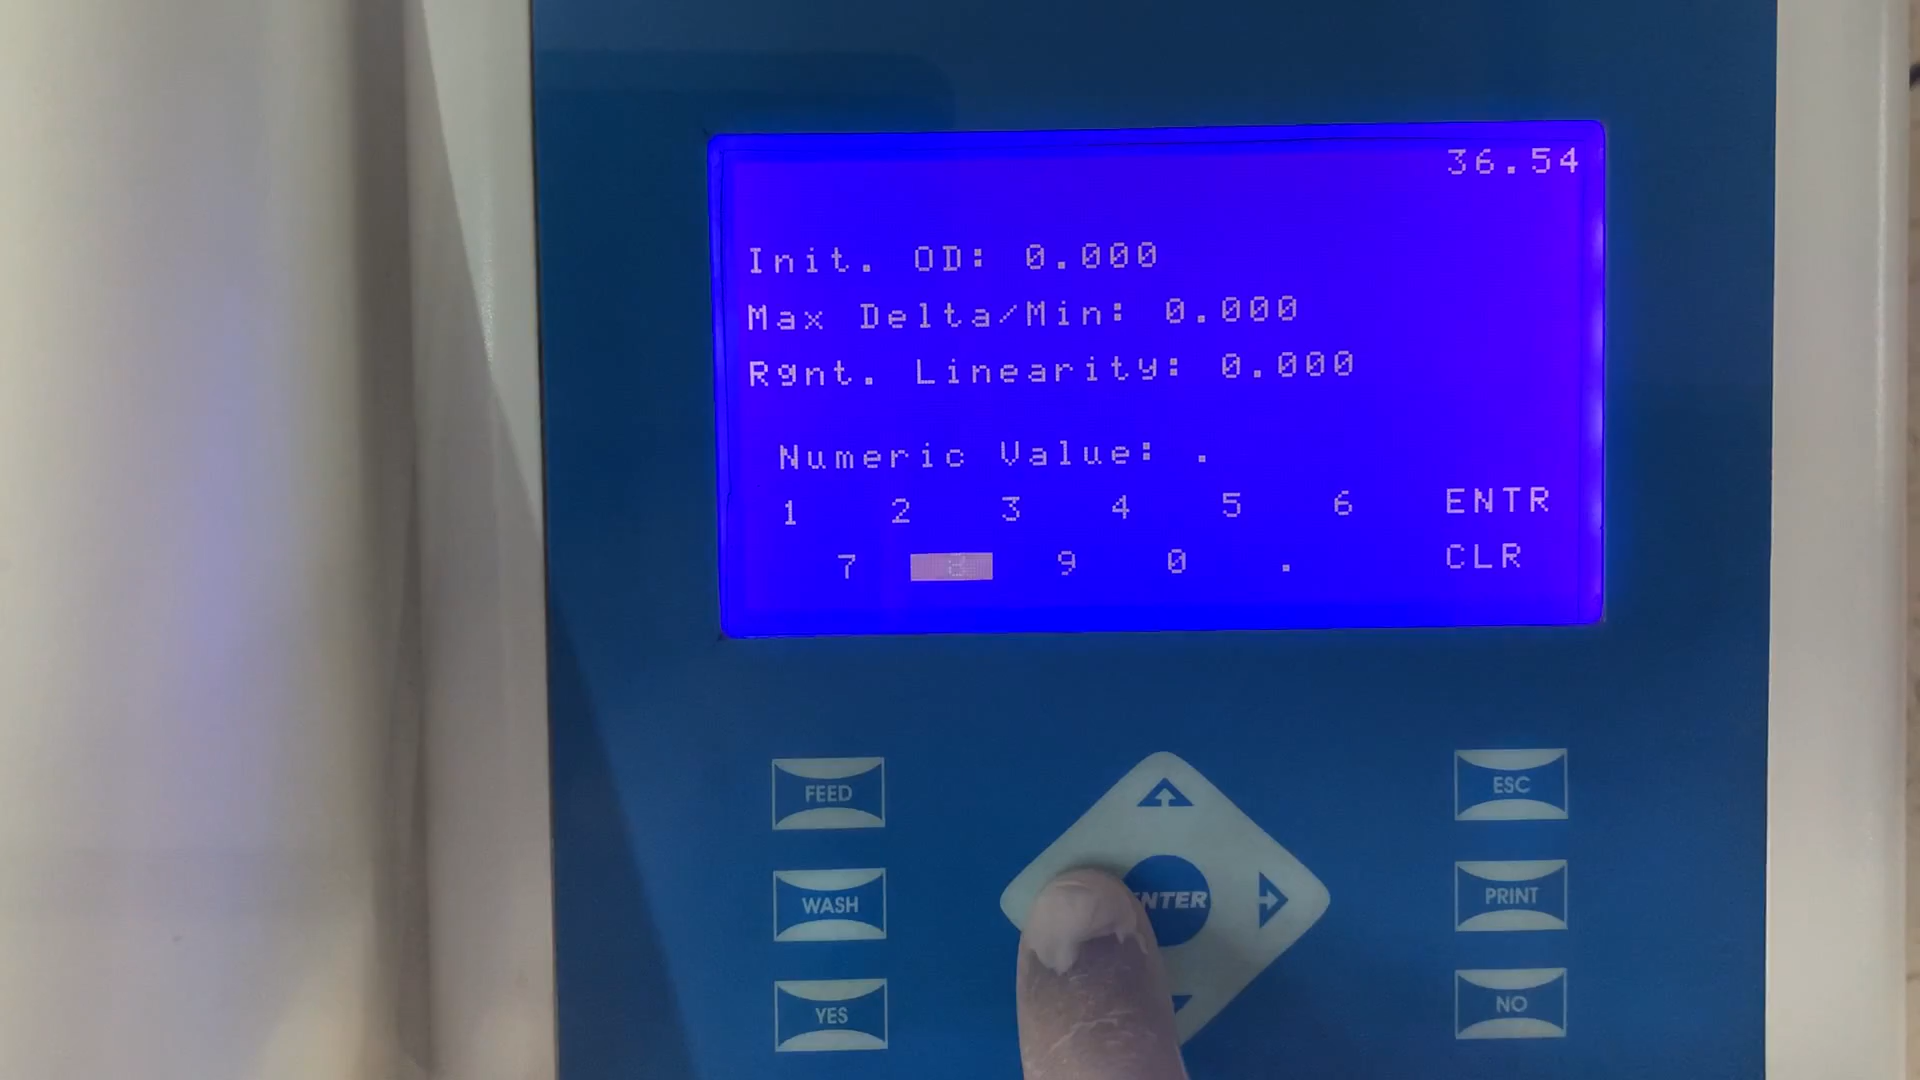 36.54
Init. OD: 0.000
Max Delta/Min: 0.000
Rgnt. Linearity: 0.000
Numeric Value: .
1 2 3 4 5 6 ENTR
7 8 9 0 . CLR
FEED ESC
WASH ENTER PRINT
YES NO